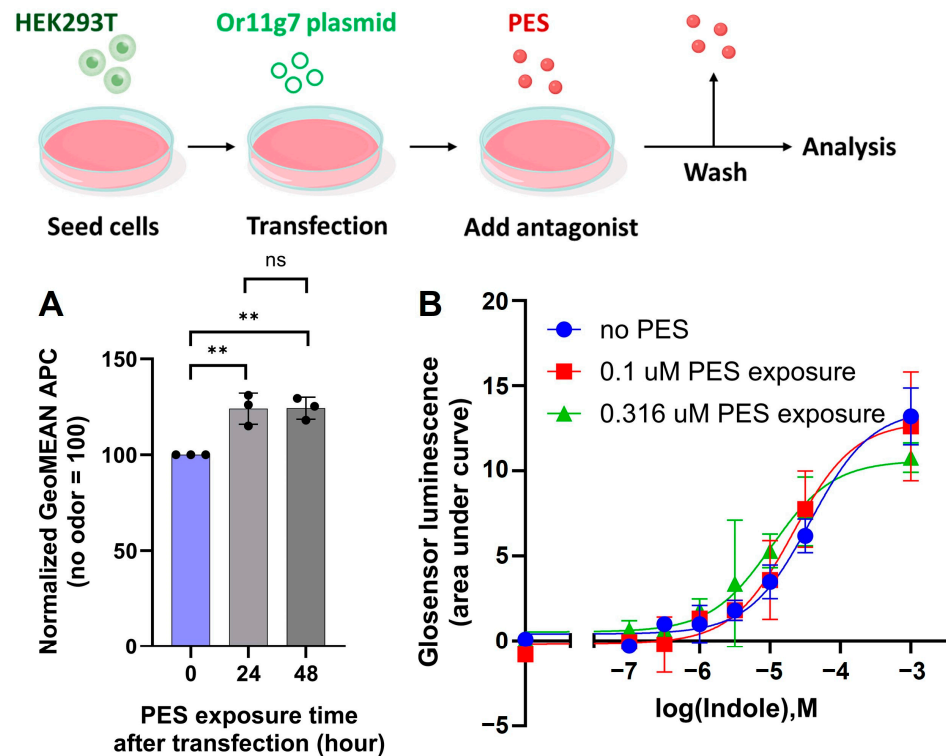 HEK293T
Or11g7 plasmid
PES
Seed cells
Transfection
Add antagonist
Wash
Analysis
A
ns
**
**
Normalized GeoMEAN APC
(no odor = 100)
150
100
50
0
0 24 48
PES exposure time
after transfection (hour)
B
no PES
0.1 uM PES exposure
0.316 uM PES exposure
Glosensor luminescence
(area under curve)
20
15
10
5
0
−5
−7 −6 −5 −4 −3
log(Indole),M